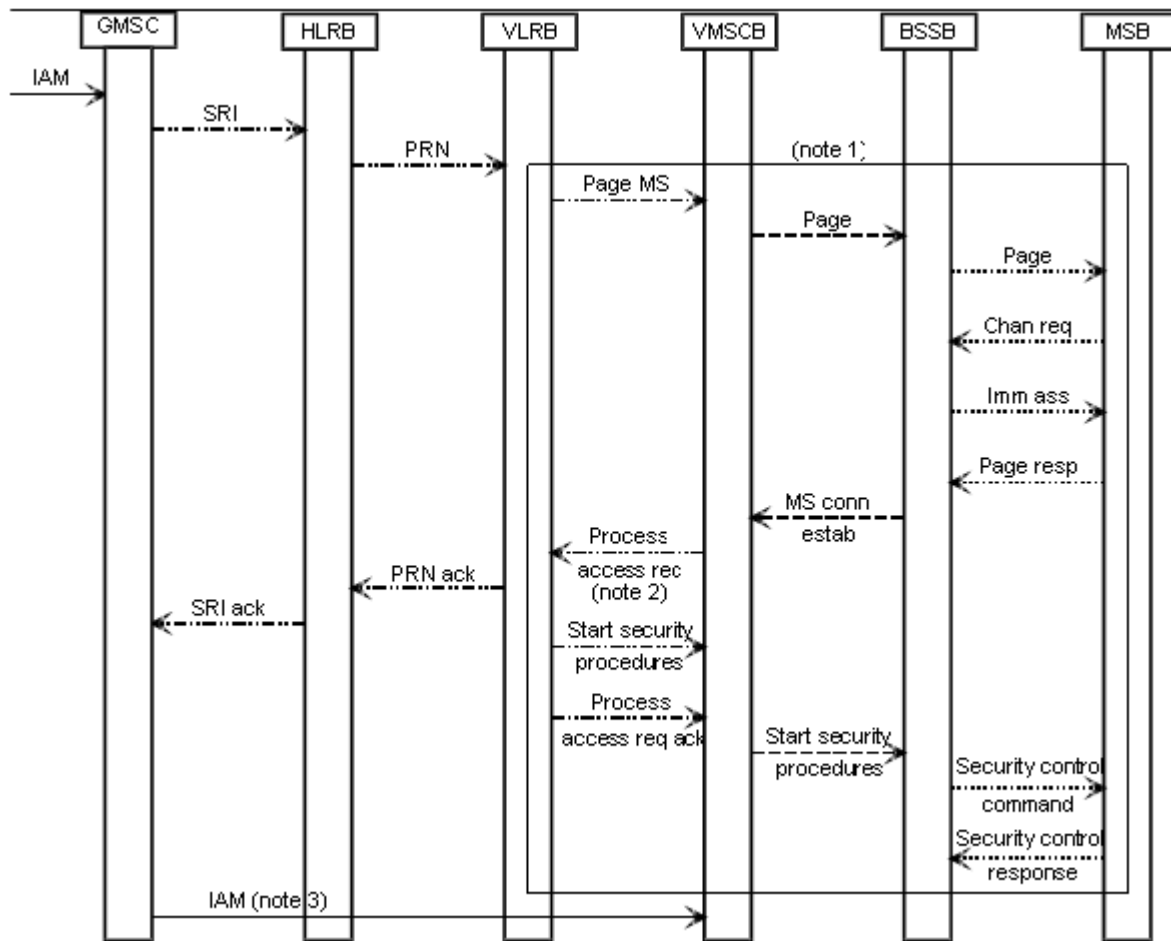 GMSC
HLRB
VLRB
VMSCB
BSSB
MSB
IAM
SRI
PRN
(note 1)
Page MS
Page
Page
Chan req
Imm ass
Page resp
MS conn
estab
Process
access rec
(note 2)
PRN ack
SRI ack
Start security
procedures
Process
access req ack
Start security
procedures
Security control
command
Security control
response
IAM (note 3)